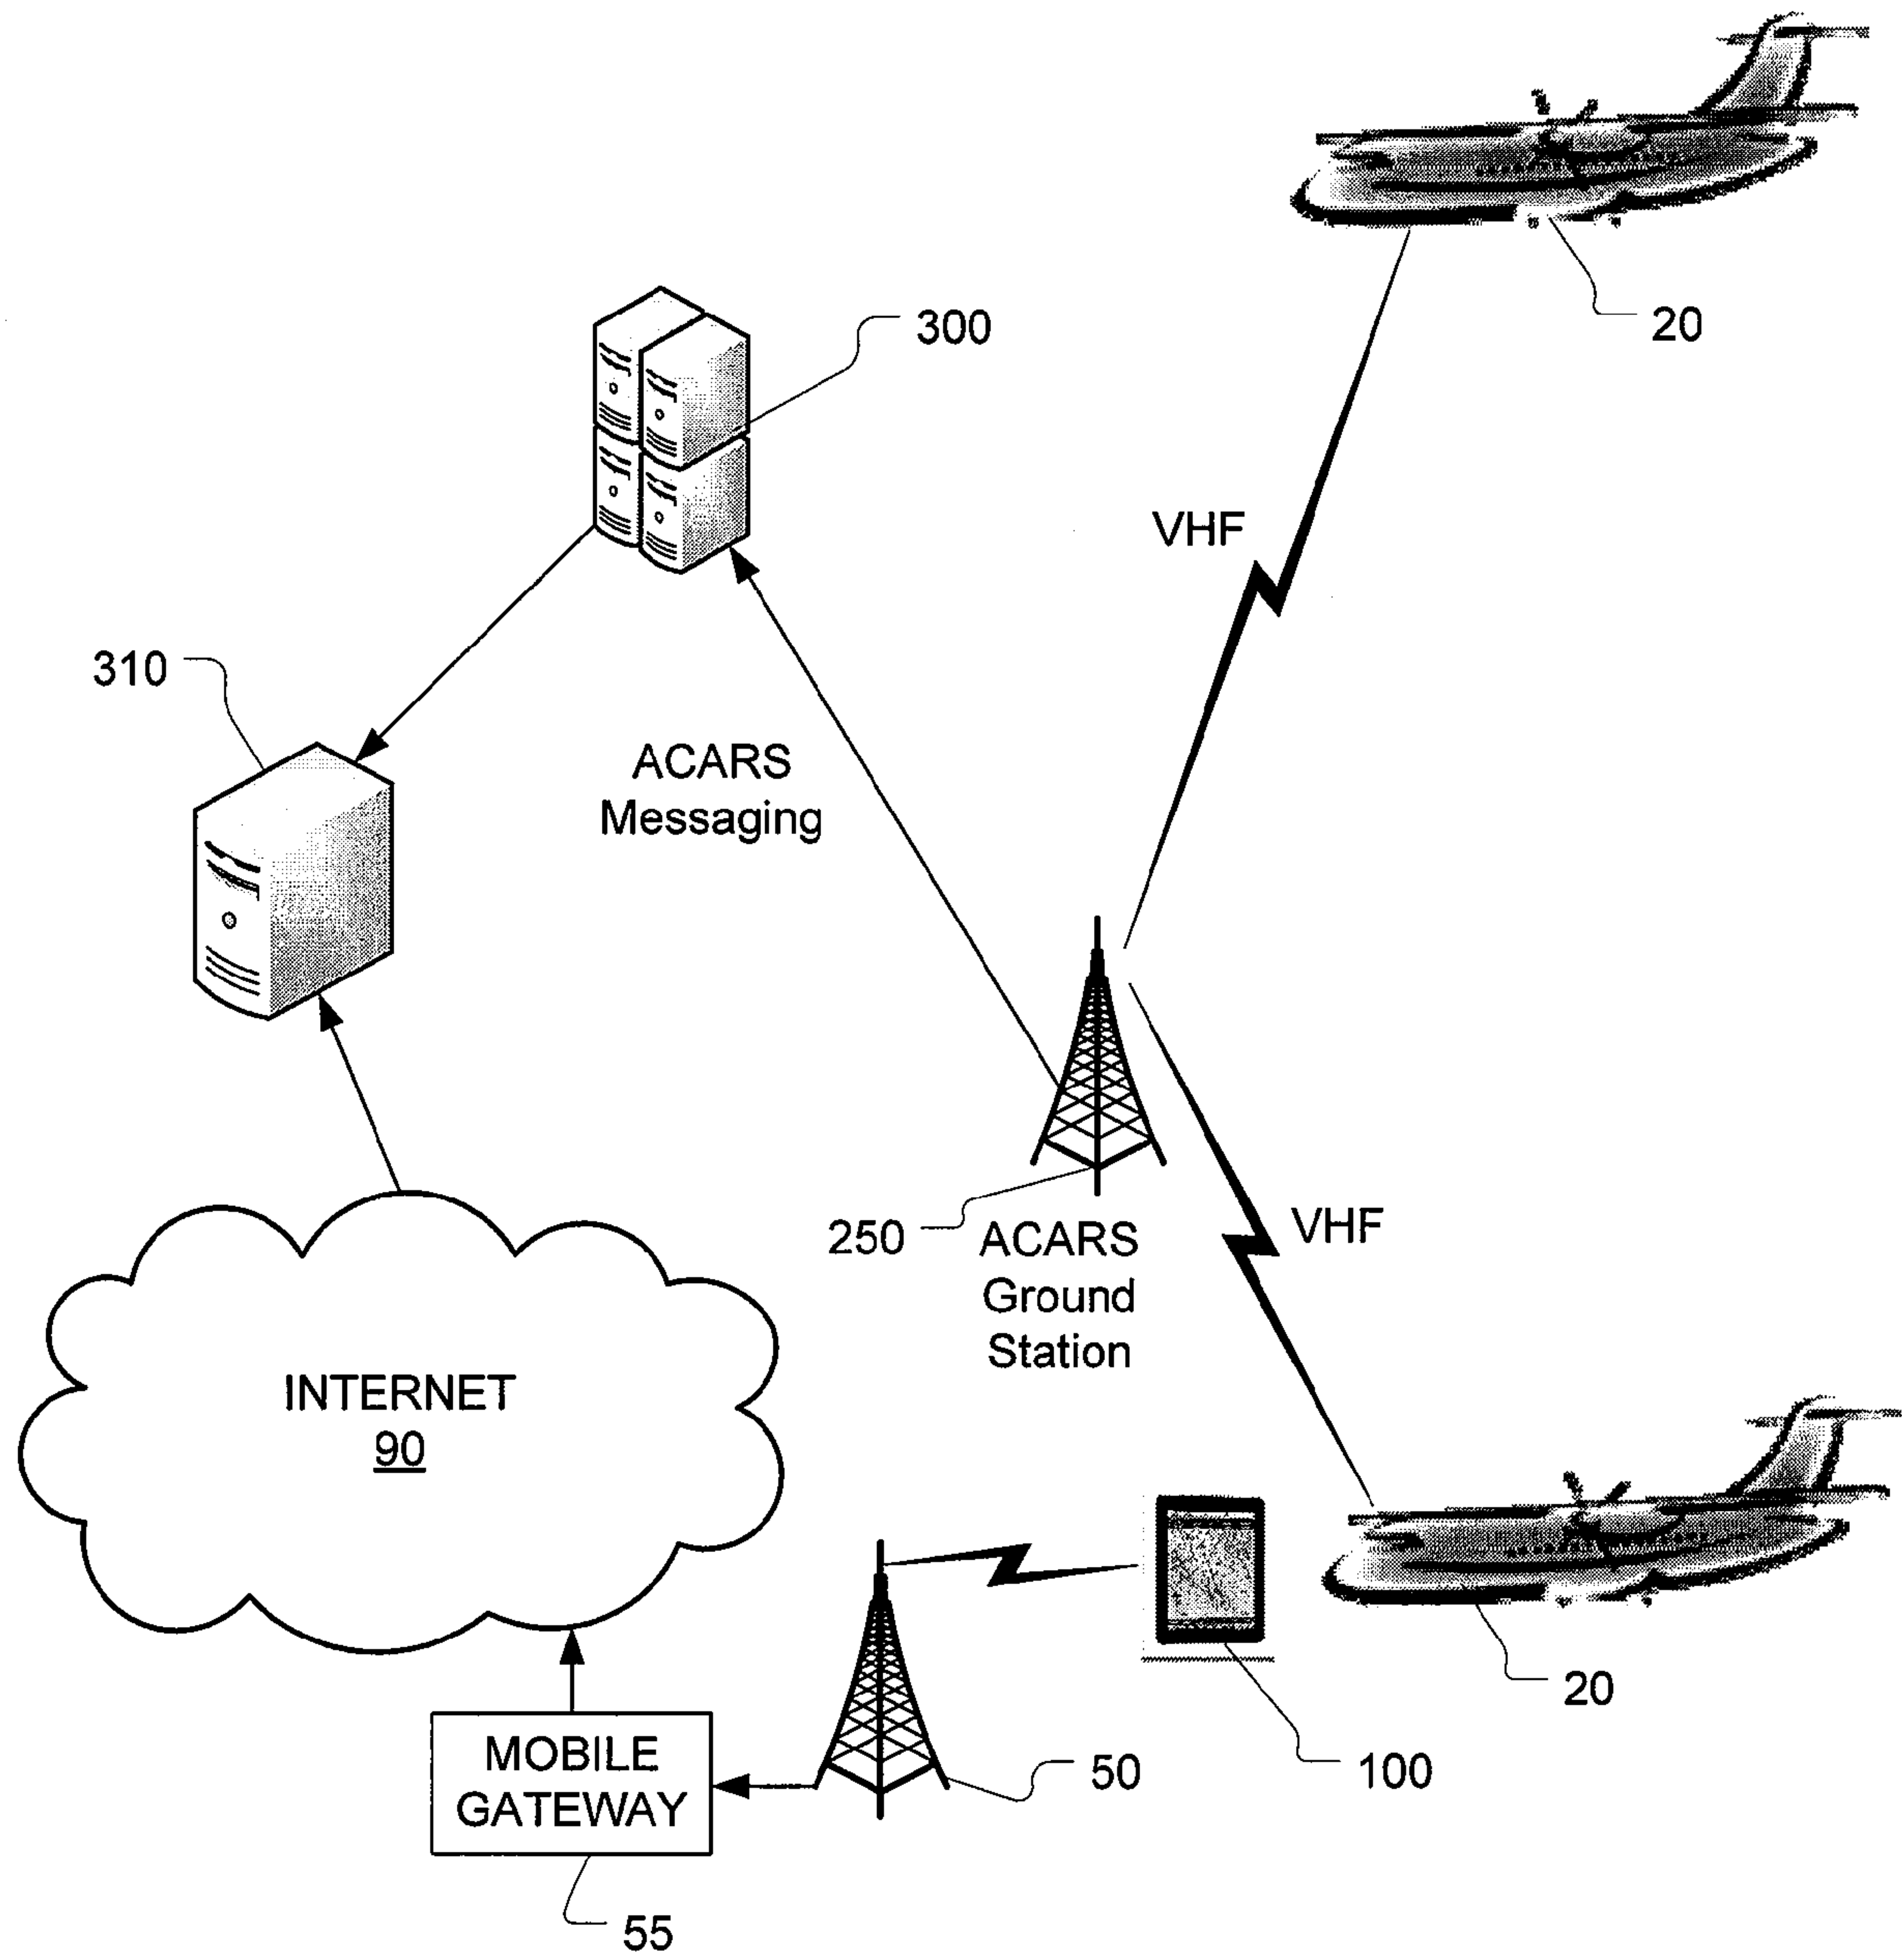 20
300
VHF
310
ACARS
Messaging
250
ACARS
Ground
Station
VHF
INTERNET
90
20
MOBILE
GATEWAY
50
100
55